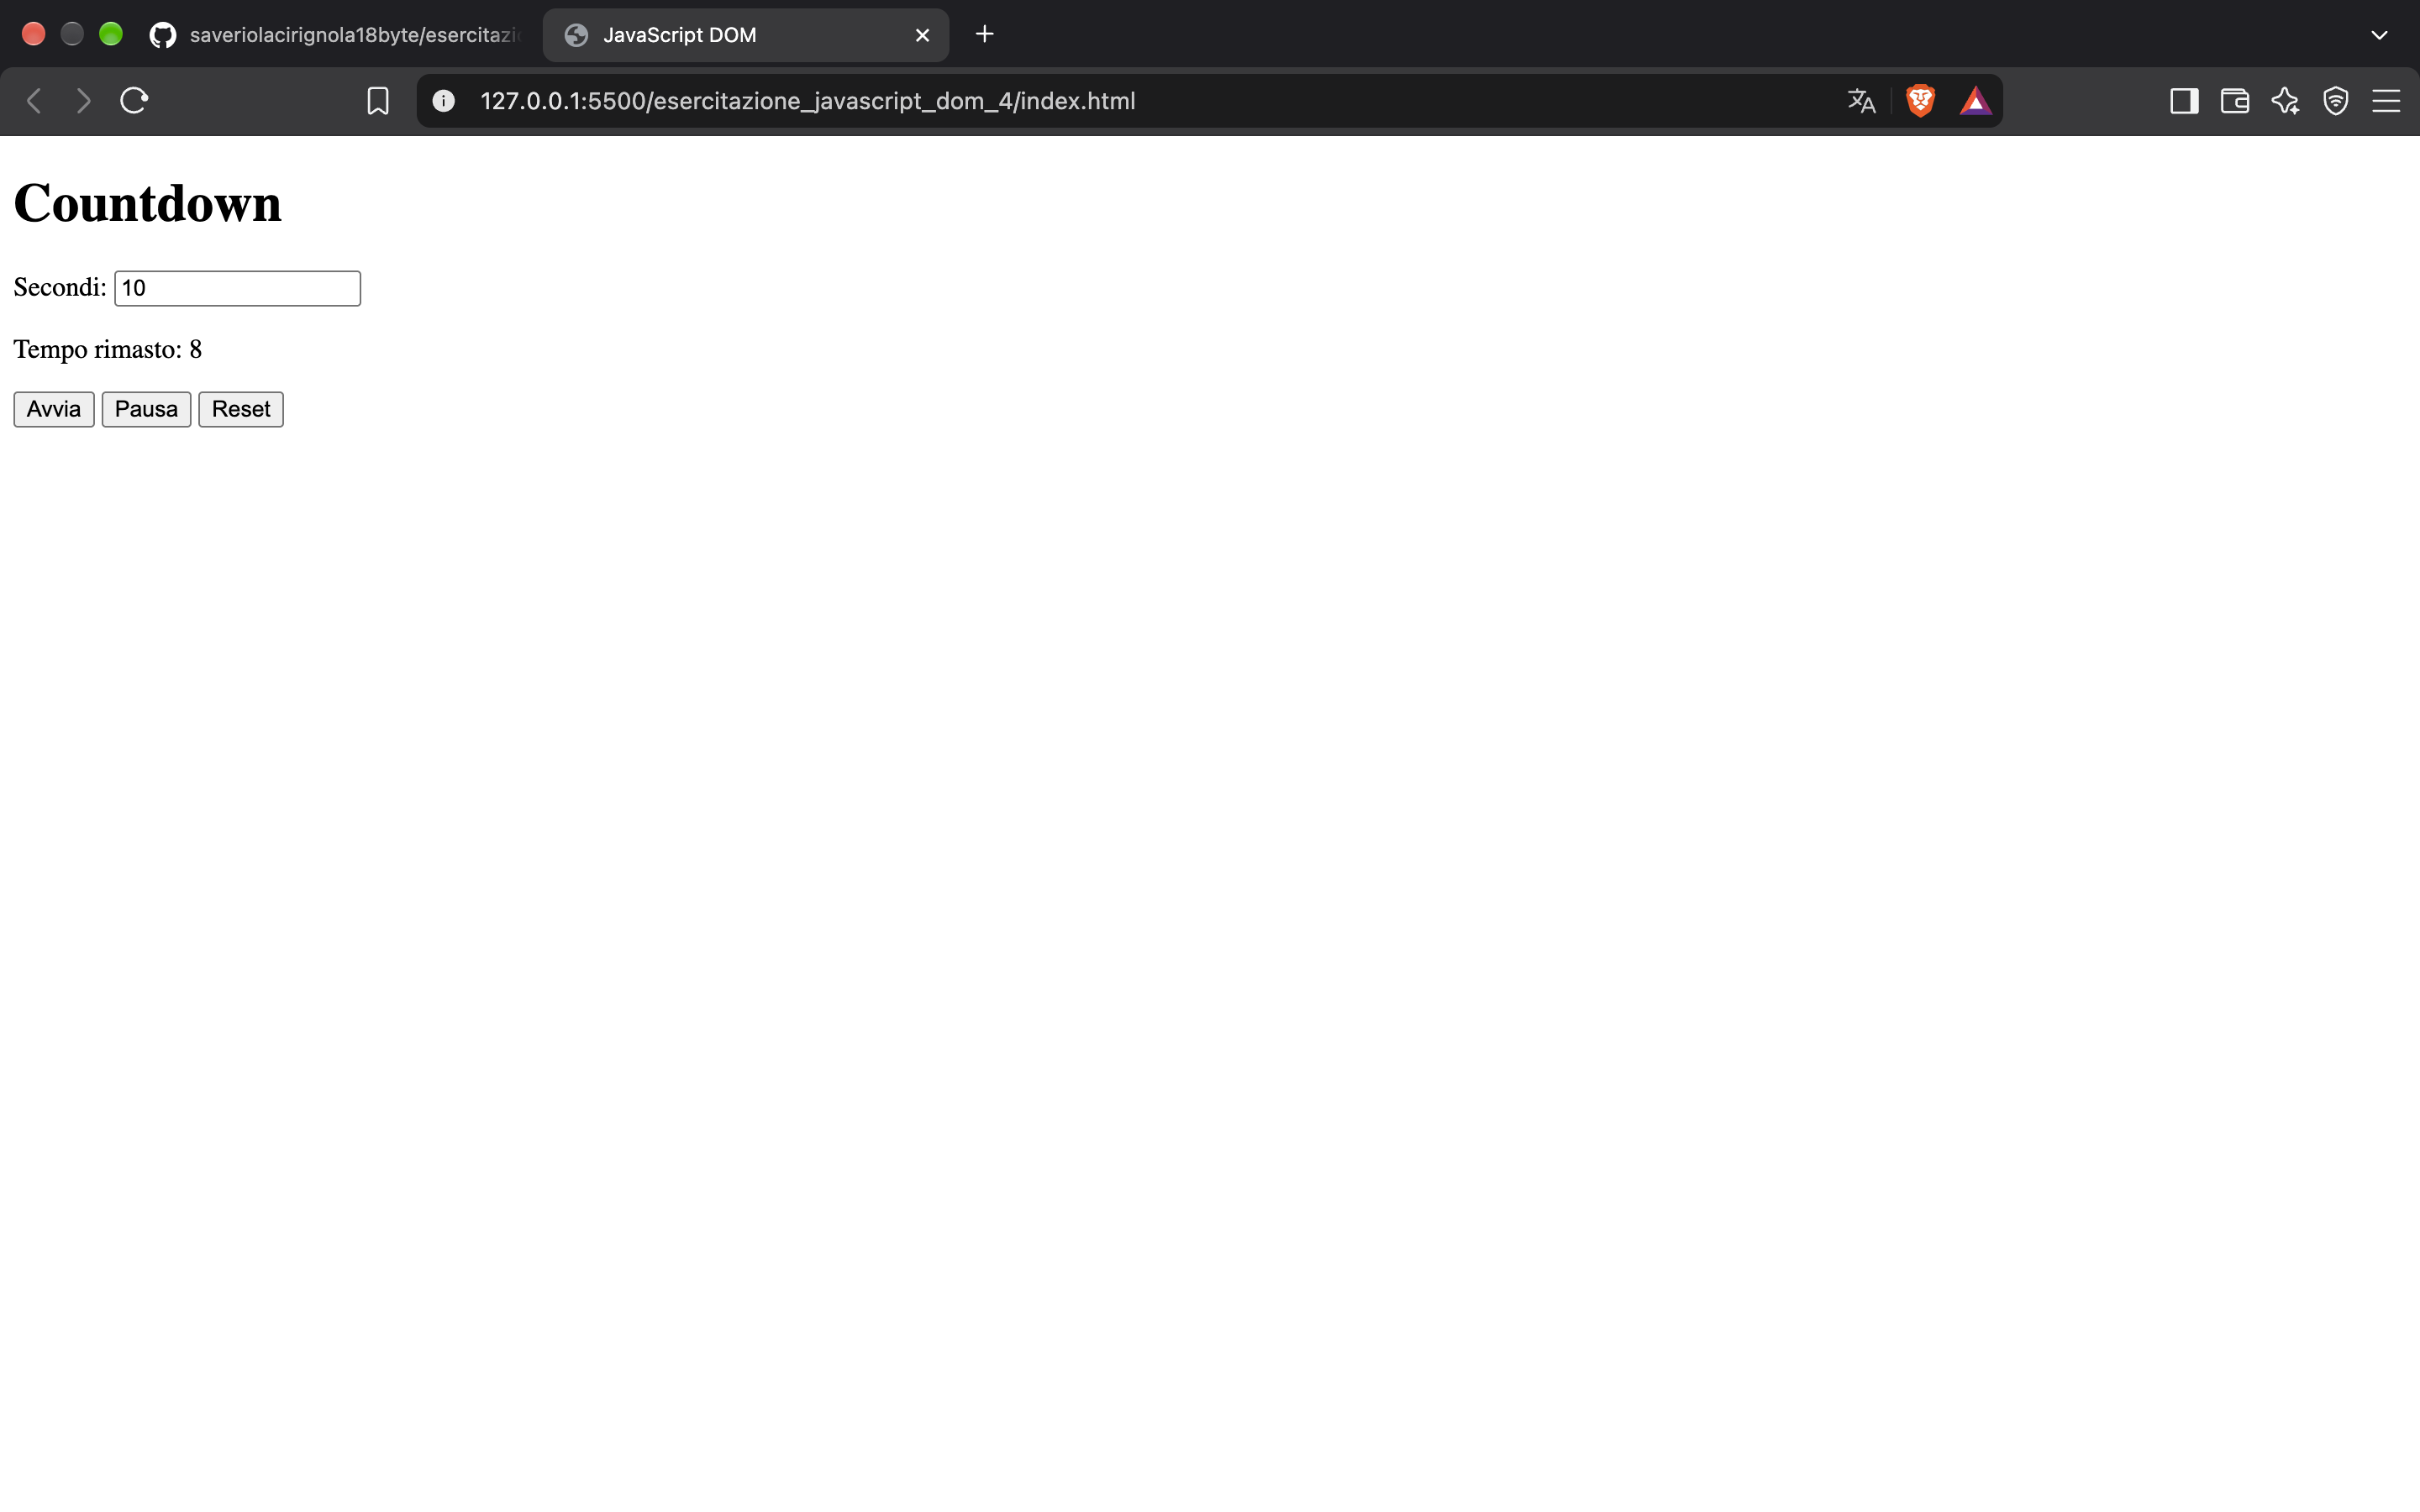 saveriolacirignola18byte/esercitazi
JavaScript DOM
127.0.0.1:5500/esercitazione_javascript_dom_4/index.html
Countdown
Secondi: 10
Tempo rimasto: 8
Avvia Pausa Reset